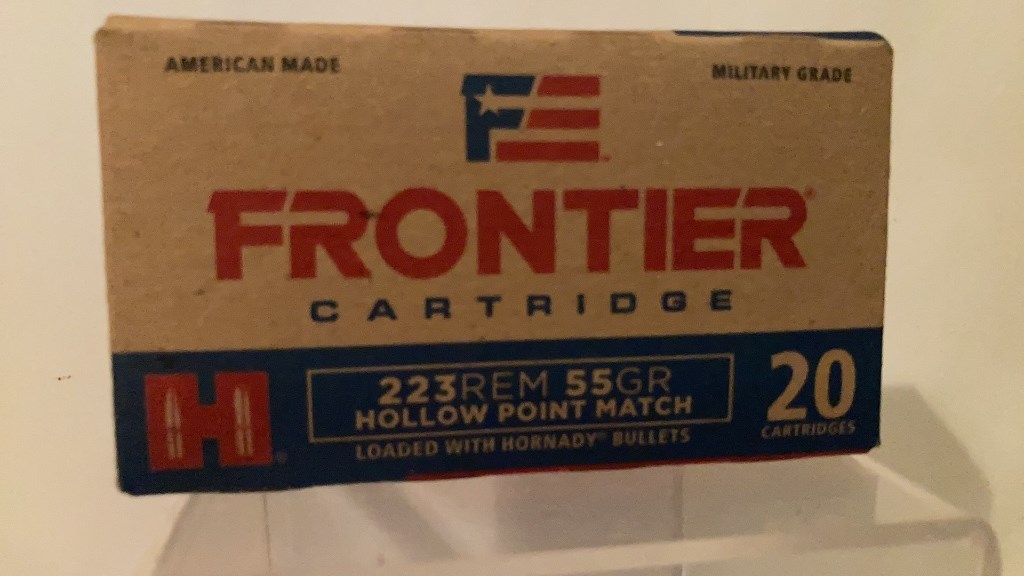 AMERICAN MADE
MILITARY GRADE
F
FRONTIER®
CARTRIDGE
H®
223REM 55GR
HOLLOW POINT MATCH
LOADED WITH HORNADY® BULLETS
20
CARTRIDGES